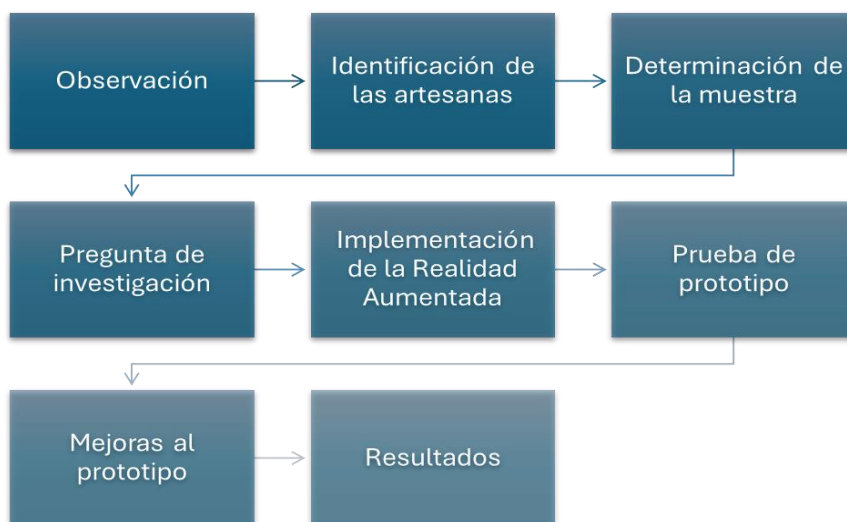 Observación
Identificación de
las artesanas
Determinación de
la muestra
Pregunta de
investigación
Implementación
de la Realidad
Aumentada
Prueba de
prototipo
Mejoras al
prototipo
Resultados